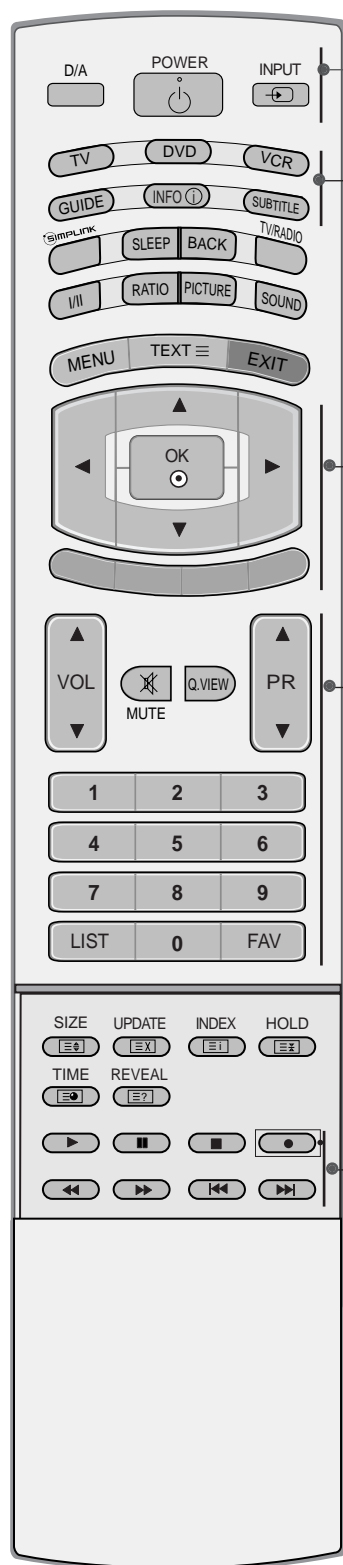 D/A POWER INPUT
TV DVD VCR
GUIDE INFO i SUBTITLE
SIMPLINK SLEEP BACK TV/RADIO
I/II RATIO PICTURE SOUND
MENU TEXT EXIT
OK
VOL MUTE Q.VIEW PR
1 2 3
4 5 6
7 8 9
LIST 0 FAV
SIZE UPDATE INDEX HOLD
X i
TIME REVEAL
?